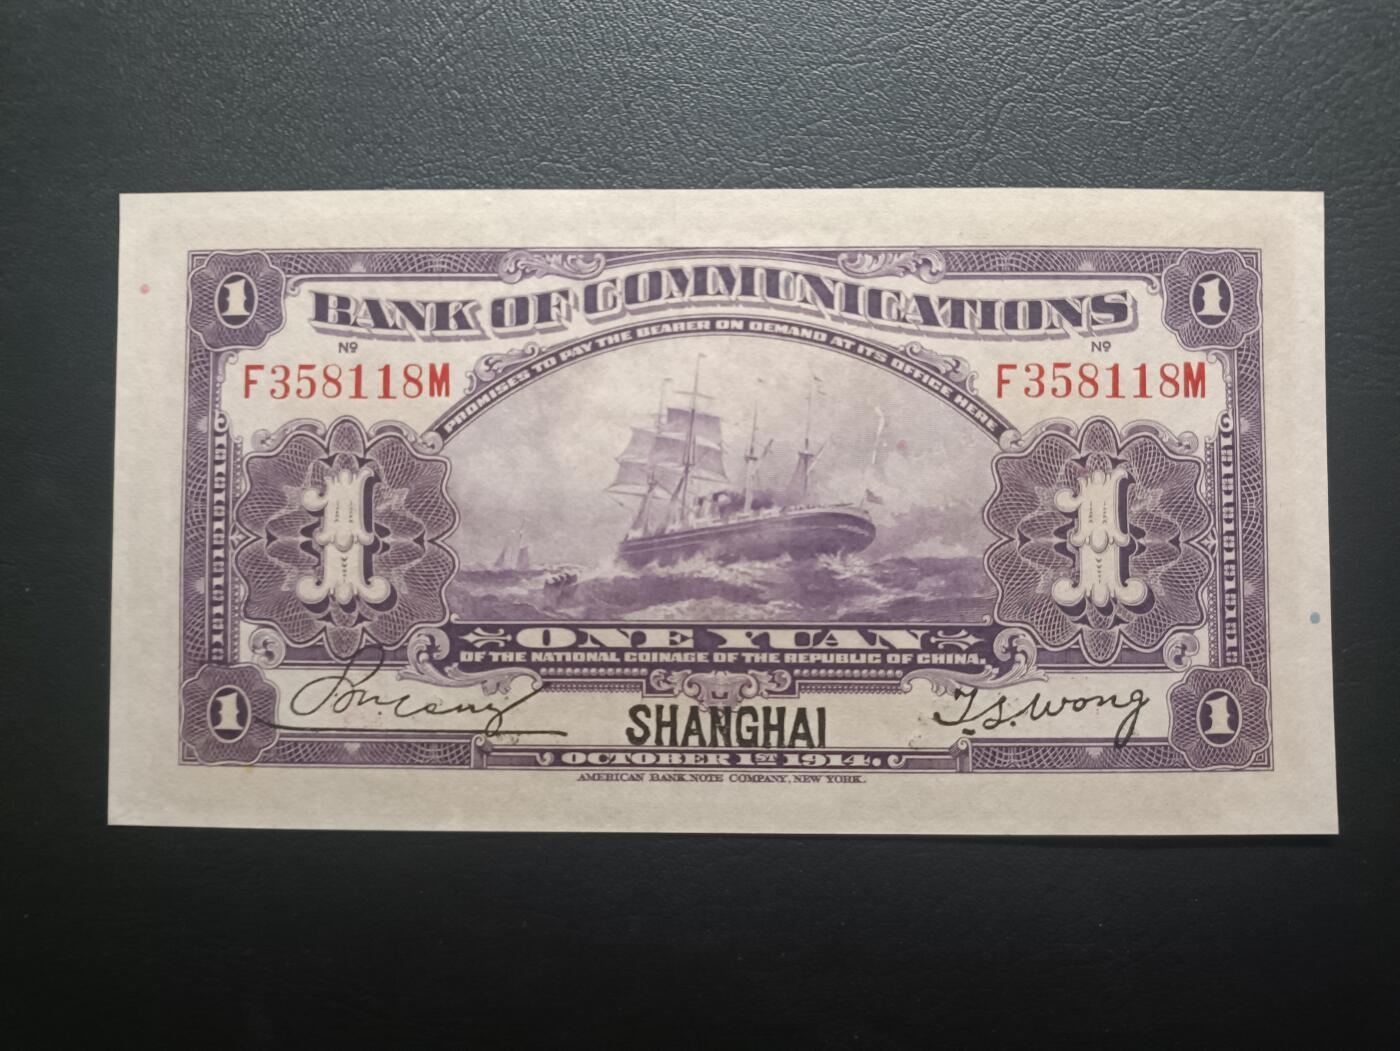 1 1
BANK OF COMMUNICATIONS
Nº Nº
PROMISES TO PAY THE BEARER ON DEMAND AT ITS OFFICE HERE
F358118M F358118M
1 1
ONE YUAN
OF THE NATIONAL COINAGE OF THE REPUBLIC OF CHINA.
T.S. Wong
1 SHANGHAI 1
OCTOBER 1ST 1914.
AMERICAN BANK NOTE COMPANY, NEW YORK.